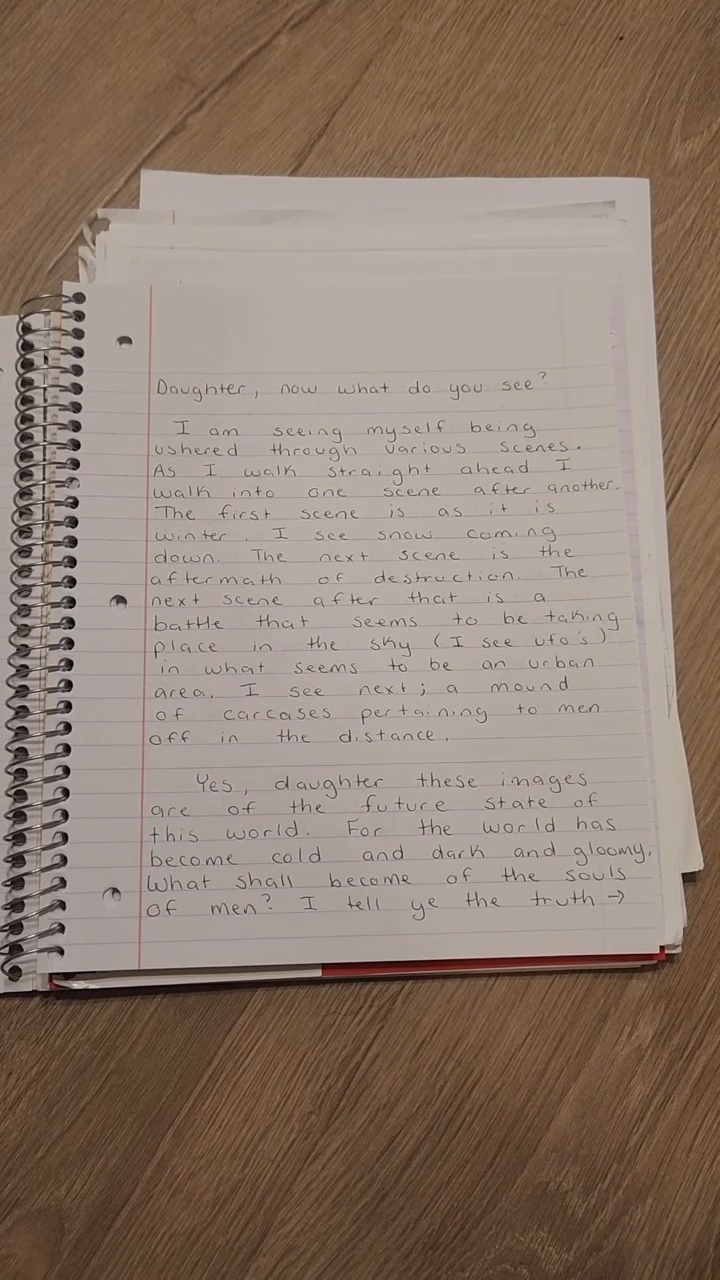 Daughter, now what do you see?
I am seeing myself being
ushered through various scenes.
As I walk straight ahead I
walk into one scene after another.
The first scene is as it is
winter. I see snow coming
down. The next scene is the
aftermath of destruction. The
next scene after that is a
battle that seems to be taking
place in the sky (I see ufo's)
in what seems to be an urban
area. I see next; a mound
of carcases pertaining to men
off in the distance.
Yes, daughter these images
are of the future state of
this world. For the world has
become cold and dark and gloomy.
What shall become of the souls
of men? I tell ye the truth →